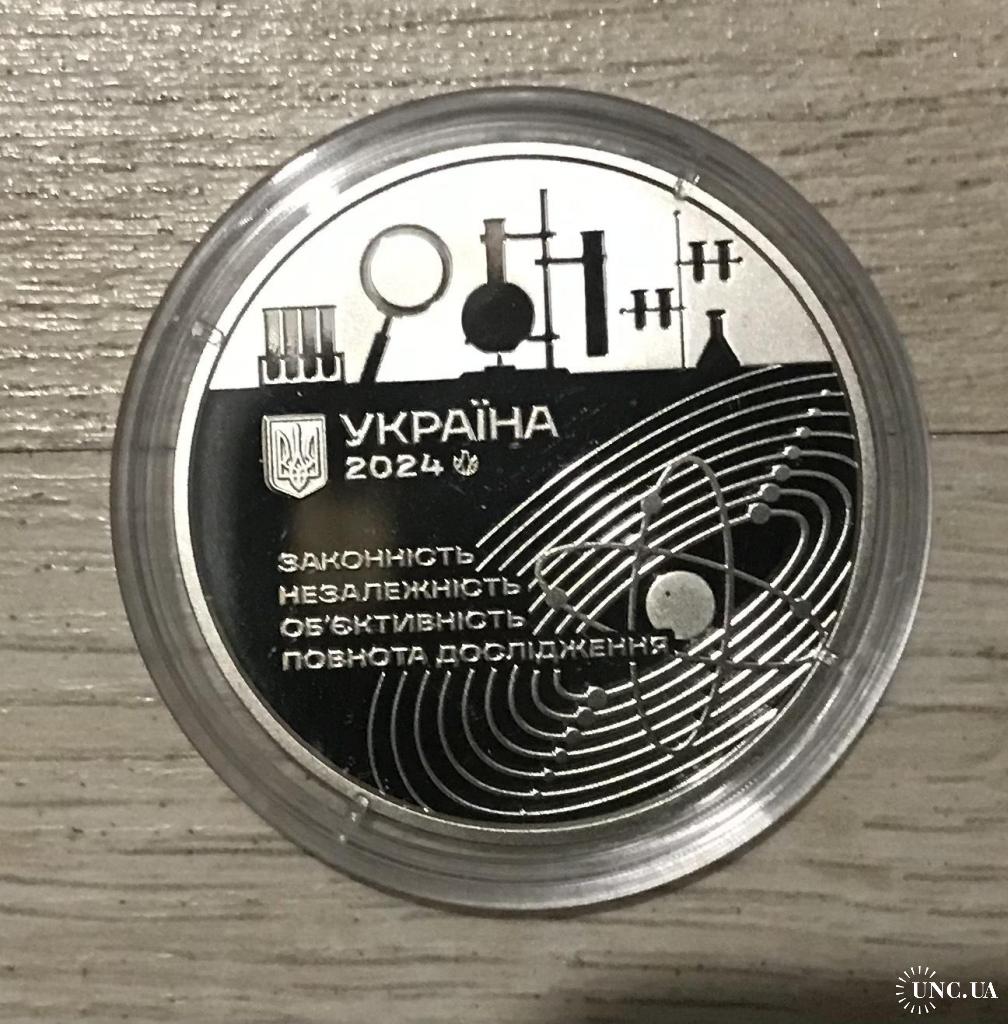 УКРАЇНА
2024
ЗАКОННІСТЬ
НЕЗАЛЕЖНІСТЬ
ОБ'ЄКТИВНІСТЬ
ПОВНОТА ДОСЛІДЖЕННЯ
UNC.UA